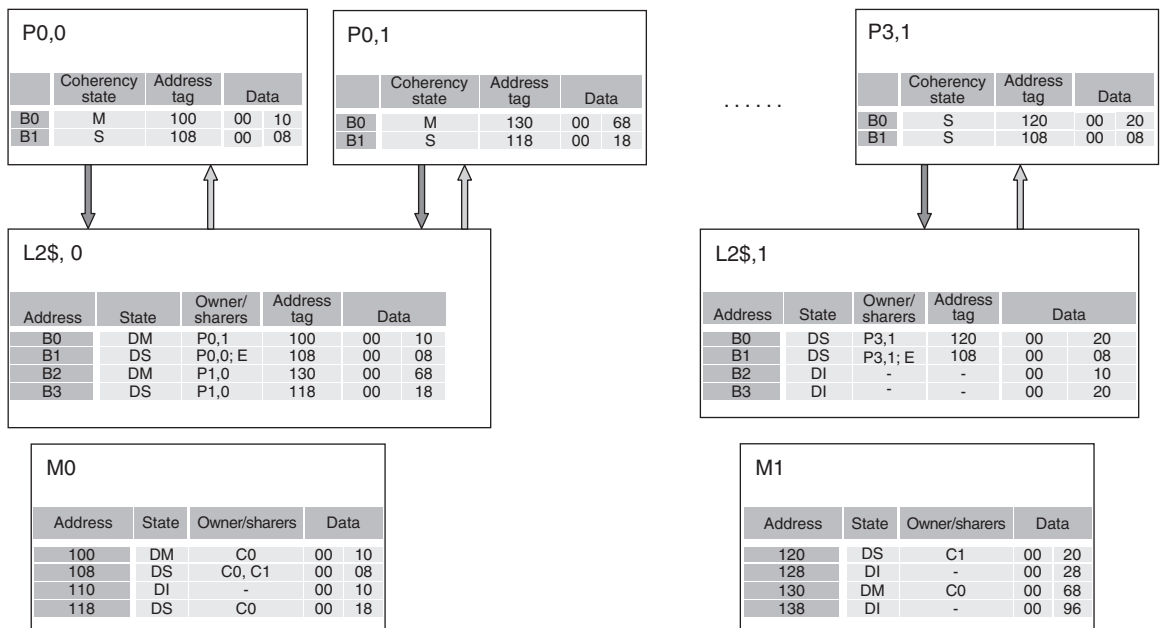 P0,0
Coherency state Address tag Data
B0 M 100 00 10
B1 S 108 00 08
P0,1
Coherency state Address tag Data
B0 M 130 00 68
B1 S 118 00 18
. . . . . .
P3,1
Coherency state Address tag Data
B0 S 120 00 20
B1 S 108 00 08
L2$, 0
Address State Owner/ sharers Address tag Data
B0 DM P0,1 100 00 10
B1 DS P0,0; E 108 00 08
B2 DM P1,0 130 00 68
B3 DS P1,0 118 00 18
L2$,1
Address State Owner/ sharers Address tag Data
B0 DS P3,1 120 00 20
B1 DS P3,1; E 108 00 08
B2 DI - - 00 10
B3 DI - - 00 20
M0
Address State Owner/sharers Data
100 DM C0 00 10
108 DS C0, C1 00 08
110 DI - 00 10
118 DS C0 00 18
M1
Address State Owner/sharers Data
120 DS C1 00 20
128 DI - 00 28
130 DM C0 00 68
138 DI - 00 96